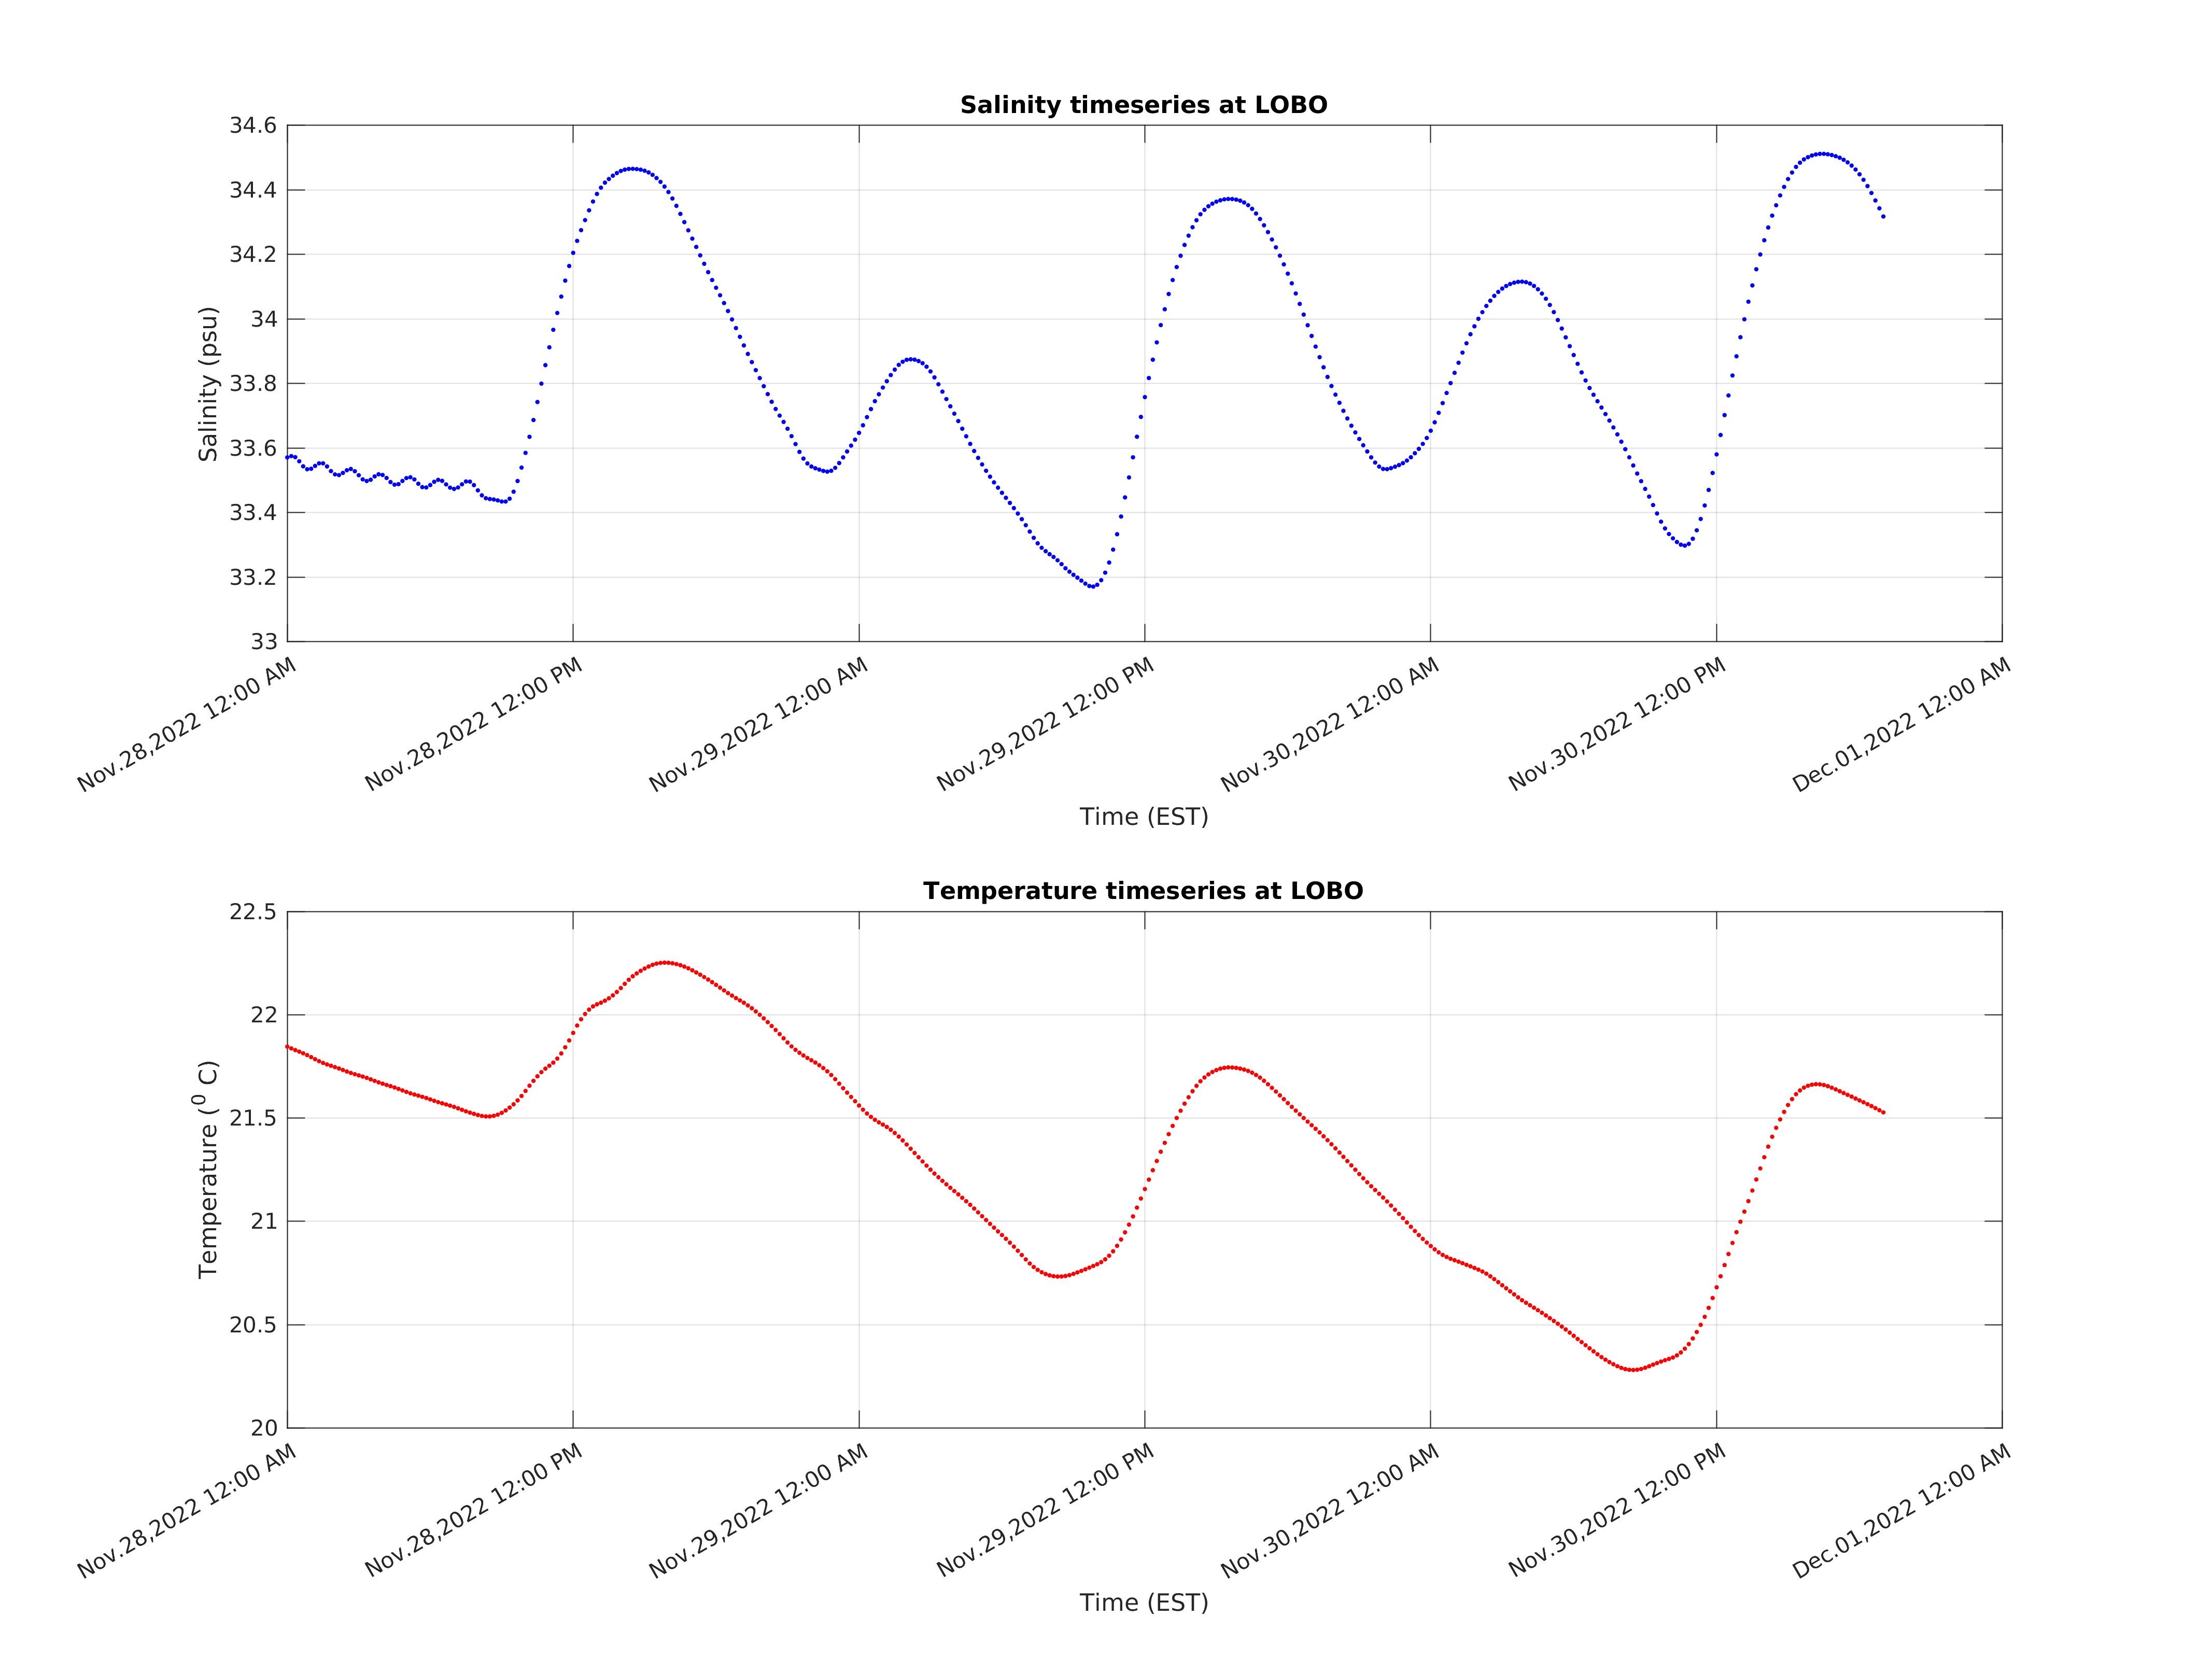 Salinity timeseries at LOBO
34.6
34.4
34.2
34
33.8
33.6
33.4
33.2
33
Salinity (psu)
Nov.28,2022 12:00 AM
Nov.28,2022 12:00 PM
Nov.29,2022 12:00 AM
Nov.29,2022 12:00 PM
Nov.30,2022 12:00 AM
Nov.30,2022 12:00 PM
Dec.01,2022 12:00 AM
Time (EST)
Temperature timeseries at LOBO
22.5
22
21.5
21
20.5
20
Temperature (⁰ C)
Nov.28,2022 12:00 AM
Nov.28,2022 12:00 PM
Nov.29,2022 12:00 AM
Nov.29,2022 12:00 PM
Nov.30,2022 12:00 AM
Nov.30,2022 12:00 PM
Dec.01,2022 12:00 AM
Time (EST)